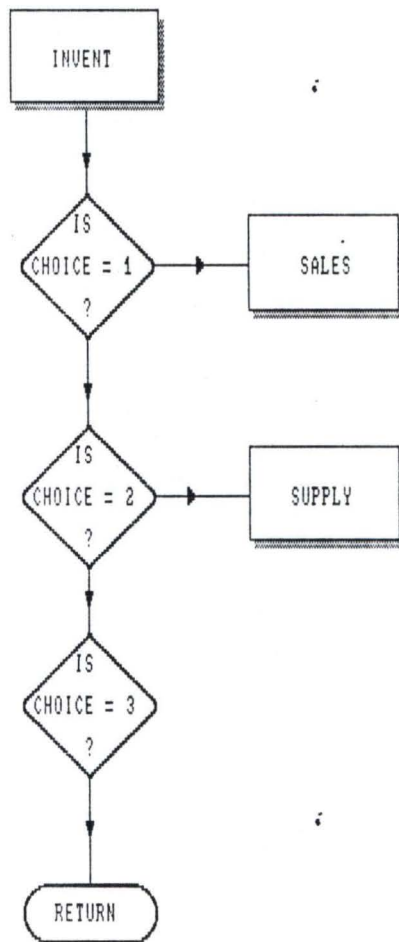 INVENT
IS
CHOICE = 1
?
SALES
IS
CHOICE = 2
?
SUPPLY
IS
CHOICE = 3
?
RETURN